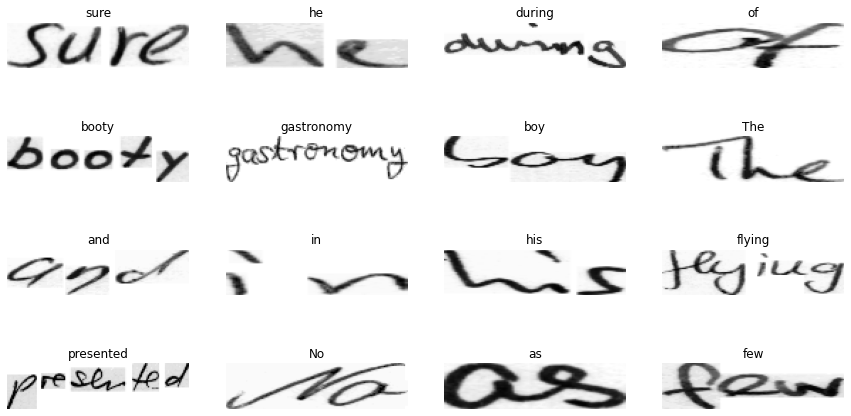 sure he during of
sure he during of
booty gastronomy boy The
booty gastronomy boy The
and in his flying
and in his flying
presented No as few
presented No as few